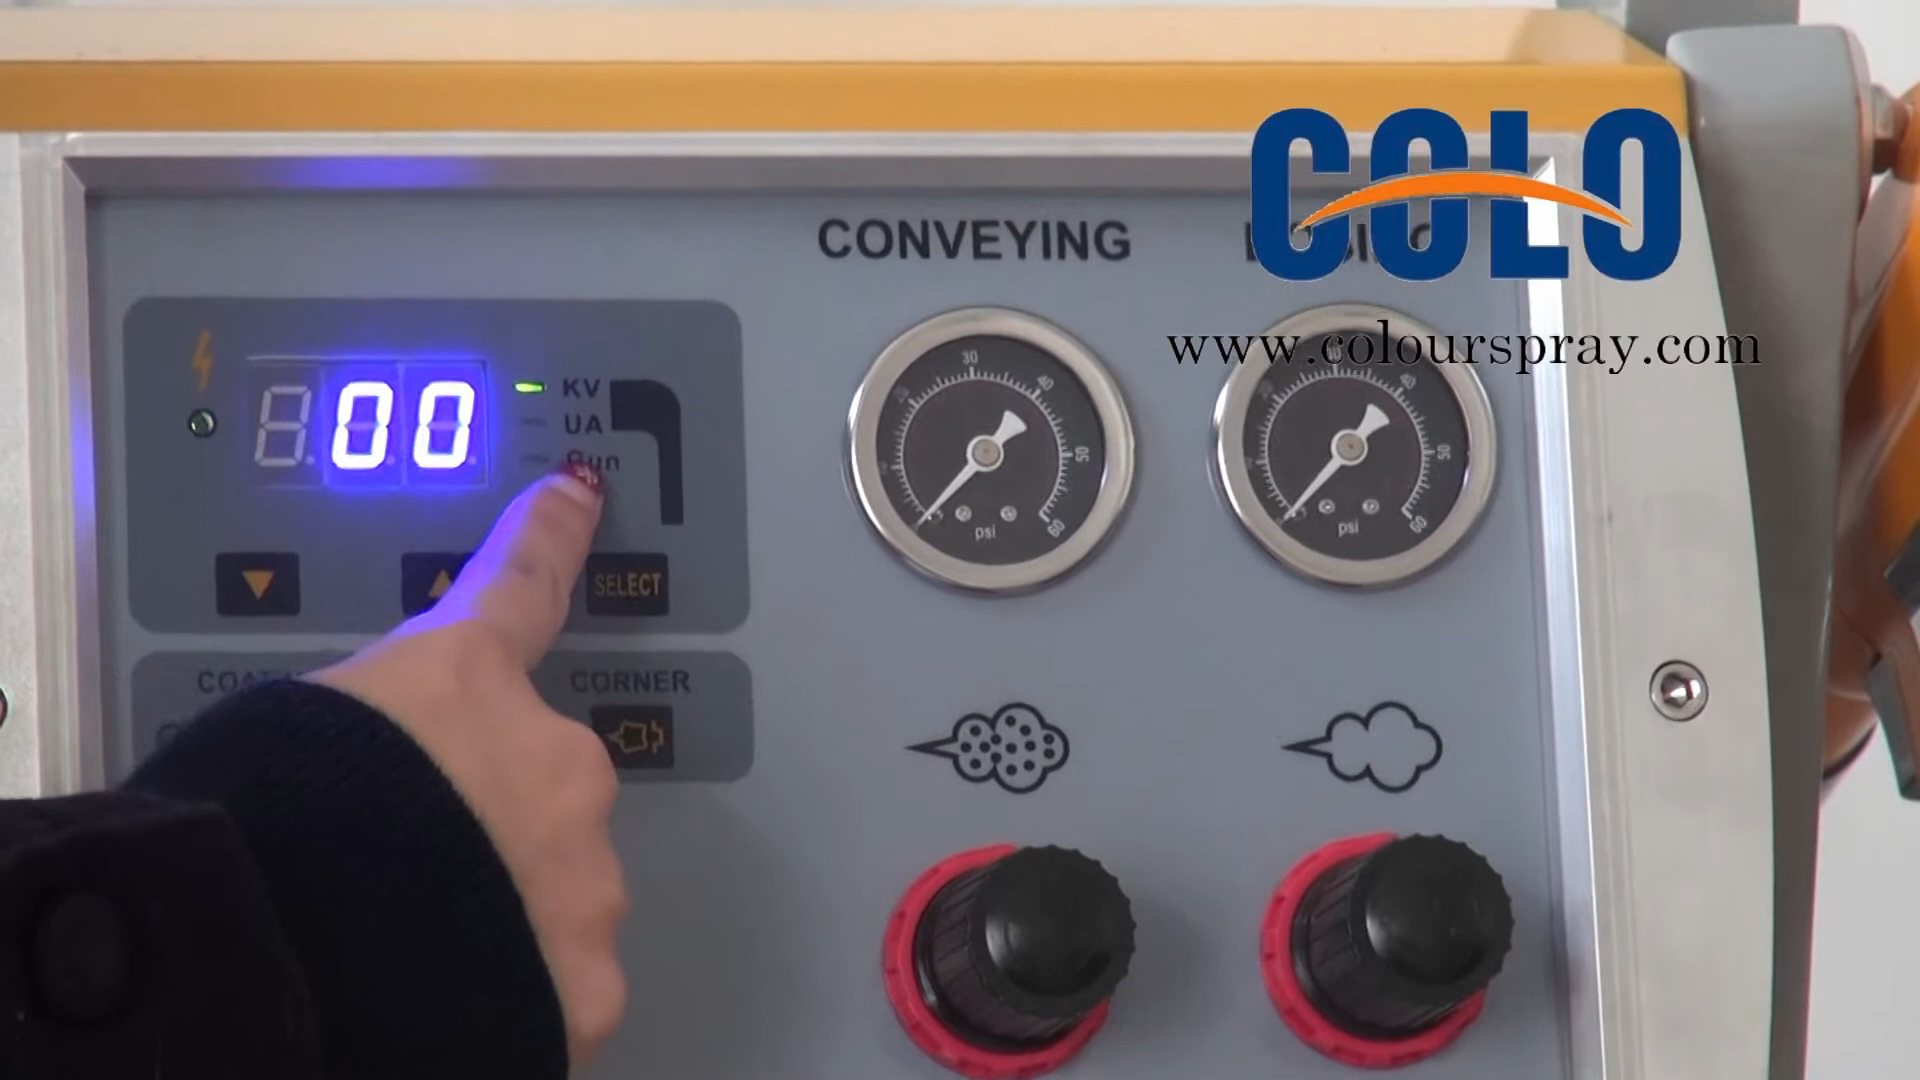 COLO
www.colourspray.com
CONVEYING
00
KV
UA
Gun
SELECT
CORNER
30
40
50
60
psi
40
50
60
psi